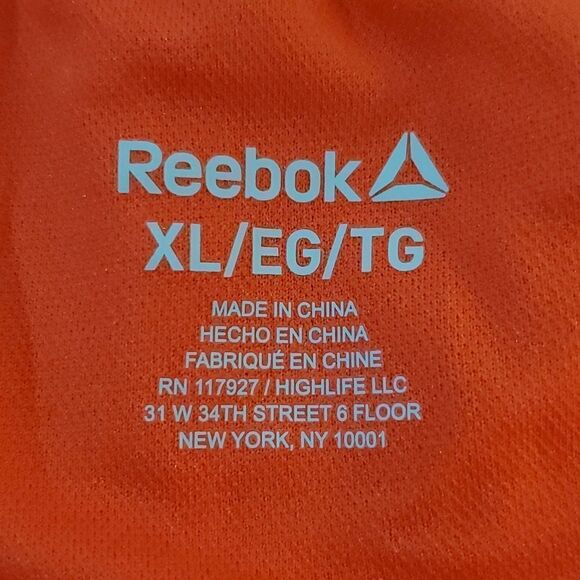 Reebok
XL/EG/TG
MADE IN CHINA
HECHO EN CHINA
FABRIQUÉ EN CHINE
RN 117927 / HIGHLIFE LLC
31 W 34TH STREET 6 FLOOR
NEW YORK, NY 10001